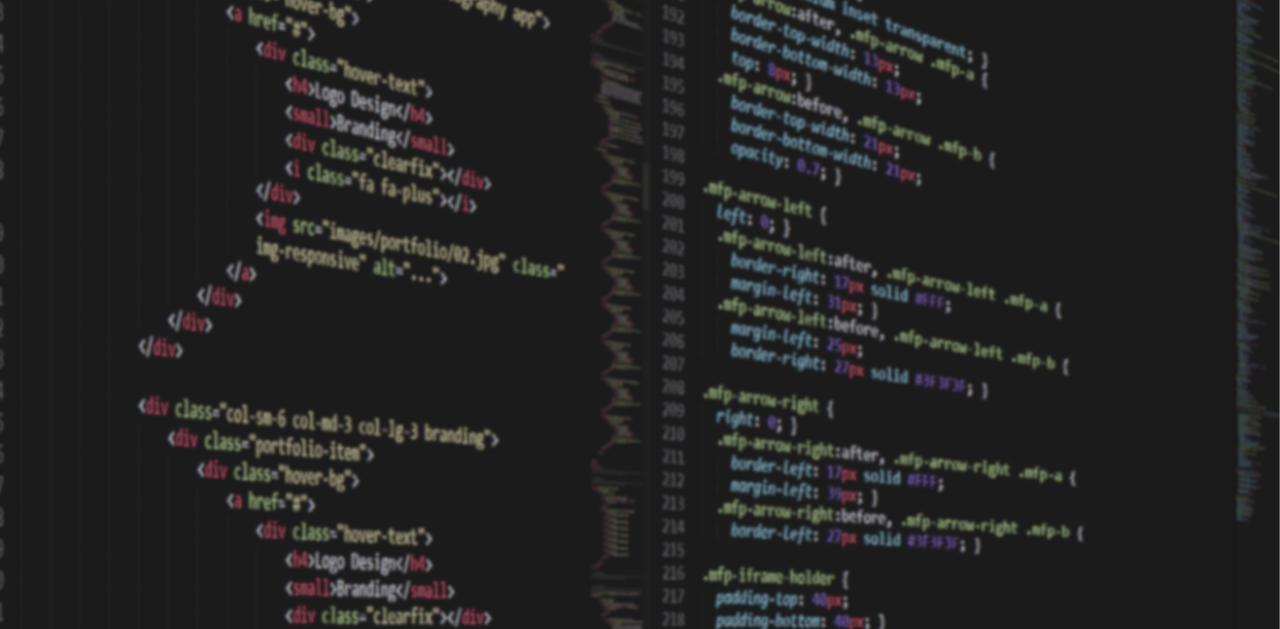 <a href="#">
<div class="hover-text">
<h4>Logo Design</h4>
<small>Branding</small>
<div class="clearfix"></div>
<i class="fa fa-plus"></i>
</div>
<img src="images/portfolio/02.jpg" class="
img-responsive" alt="...">
</a>
</div>
</div>
</div>
<div class="col-sm-6 col-md-3 col-lg-3 branding">
<div class="portfolio-item">
<div class="hover-bg">
<a href="#">
<div class="hover-text">
<h4>Logo Design</h4>
<small>Branding</small>
<div class="clearfix"></div>
192 inset transparent; }
193 .mfp-arrow:after, .mfp-arrow .mfp-a {
194 border-top-width: 13px;
195 border-bottom-width: 13px;
top: 8px; }
196 .mfp-arrow:before, .mfp-arrow .mfp-b {
197 border-top-width: 21px;
198 border-bottom-width: 21px;
199 opacity: 0.7; }
200 .mfp-arrow-left {
201 left: 0; }
202 .mfp-arrow-left:after, .mfp-arrow-left .mfp-a {
203 border-right: 17px solid #FFF;
204 margin-left: 31px; }
205 .mfp-arrow-left:before, .mfp-arrow-left .mfp-b {
206 margin-left: 25px;
207 border-right: 27px solid #3F3F3F; }
208
209 .mfp-arrow-right {
210 right: 0; }
211 .mfp-arrow-right:after, .mfp-arrow-right .mfp-a {
212 border-left: 17px solid #FFF;
213 margin-left: 39px; }
214 .mfp-arrow-right:before, .mfp-arrow-right .mfp-b {
215 border-left: 27px solid #3F3F3F; }
216 .mfp-iframe-holder {
217 padding-top: 40px;
218 padding-bottom: 40px; }